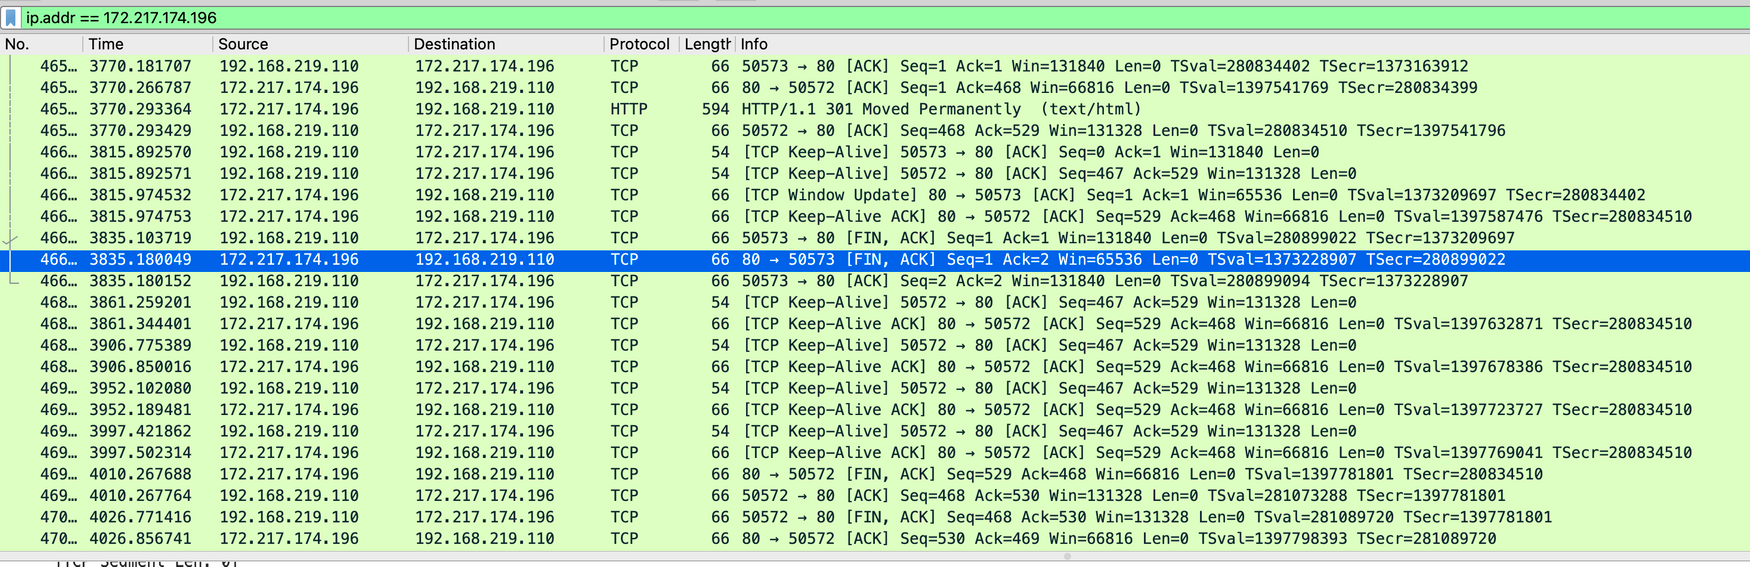 ip.addr == 172.217.174.196
No. Time Source Destination Protocol Length Info
465… 3770.181707 192.168.219.110 172.217.174.196 TCP 66 50573 → 80 [ACK] Seq=1 Ack=1 Win=131840 Len=0 TSval=280834402 TSecr=1373163912
465… 3770.266787 172.217.174.196 192.168.219.110 TCP 66 80 → 50572 [ACK] Seq=1 Ack=468 Win=66816 Len=0 TSval=1397541769 TSecr=280834399
465… 3770.293364 172.217.174.196 192.168.219.110 HTTP 594 HTTP/1.1 301 Moved Permanently (text/html)
465… 3770.293429 192.168.219.110 172.217.174.196 TCP 66 50572 → 80 [ACK] Seq=468 Ack=529 Win=131328 Len=0 TSval=280834510 TSecr=1397541796
466… 3815.892570 192.168.219.110 172.217.174.196 TCP 54 [TCP Keep-Alive] 50573 → 80 [ACK] Seq=0 Ack=1 Win=131840 Len=0
466… 3815.892571 192.168.219.110 172.217.174.196 TCP 54 [TCP Keep-Alive] 50572 → 80 [ACK] Seq=467 Ack=529 Win=131328 Len=0
466… 3815.974532 172.217.174.196 192.168.219.110 TCP 66 [TCP Window Update] 80 → 50573 [ACK] Seq=1 Ack=1 Win=65536 Len=0 TSval=1373209697 TSecr=280834402
466… 3815.974753 172.217.174.196 192.168.219.110 TCP 66 [TCP Keep-Alive ACK] 80 → 50572 [ACK] Seq=529 Ack=468 Win=66816 Len=0 TSval=1397587476 TSecr=280834510
466… 3835.103719 192.168.219.110 172.217.174.196 TCP 66 50573 → 80 [FIN, ACK] Seq=1 Ack=1 Win=131840 Len=0 TSval=280899022 TSecr=1373209697
466… 3835.180049 172.217.174.196 192.168.219.110 TCP 66 80 → 50573 [FIN, ACK] Seq=1 Ack=2 Win=65536 Len=0 TSval=1373228907 TSecr=280899022
466… 3835.180152 192.168.219.110 172.217.174.196 TCP 66 50573 → 80 [ACK] Seq=2 Ack=2 Win=131840 Len=0 TSval=280899094 TSecr=1373228907
468… 3861.259201 192.168.219.110 172.217.174.196 TCP 54 [TCP Keep-Alive] 50572 → 80 [ACK] Seq=467 Ack=529 Win=131328 Len=0
468… 3861.344401 172.217.174.196 192.168.219.110 TCP 66 [TCP Keep-Alive ACK] 80 → 50572 [ACK] Seq=529 Ack=468 Win=66816 Len=0 TSval=1397632871 TSecr=280834510
468… 3906.775389 192.168.219.110 172.217.174.196 TCP 54 [TCP Keep-Alive] 50572 → 80 [ACK] Seq=467 Ack=529 Win=131328 Len=0
468… 3906.850016 172.217.174.196 192.168.219.110 TCP 66 [TCP Keep-Alive ACK] 80 → 50572 [ACK] Seq=529 Ack=468 Win=66816 Len=0 TSval=1397678386 TSecr=280834510
469… 3952.102080 192.168.219.110 172.217.174.196 TCP 54 [TCP Keep-Alive] 50572 → 80 [ACK] Seq=467 Ack=529 Win=131328 Len=0
469… 3952.189481 172.217.174.196 192.168.219.110 TCP 66 [TCP Keep-Alive ACK] 80 → 50572 [ACK] Seq=529 Ack=468 Win=66816 Len=0 TSval=1397723727 TSecr=280834510
469… 3997.421862 192.168.219.110 172.217.174.196 TCP 54 [TCP Keep-Alive] 50572 → 80 [ACK] Seq=467 Ack=529 Win=131328 Len=0
469… 3997.502314 172.217.174.196 192.168.219.110 TCP 66 [TCP Keep-Alive ACK] 80 → 50572 [ACK] Seq=529 Ack=468 Win=66816 Len=0 TSval=1397769041 TSecr=280834510
469… 4010.267688 172.217.174.196 192.168.219.110 TCP 66 80 → 50572 [FIN, ACK] Seq=529 Ack=468 Win=66816 Len=0 TSval=1397781801 TSecr=280834510
469… 4010.267764 192.168.219.110 172.217.174.196 TCP 66 50572 → 80 [ACK] Seq=468 Ack=530 Win=131328 Len=0 TSval=281073288 TSecr=1397781801
470… 4026.771416 192.168.219.110 172.217.174.196 TCP 66 50572 → 80 [FIN, ACK] Seq=468 Ack=530 Win=131328 Len=0 TSval=281089720 TSecr=1397781801
470… 4026.856741 172.217.174.196 192.168.219.110 TCP 66 80 → 50572 [ACK] Seq=530 Ack=469 Win=66816 Len=0 TSval=1397798393 TSecr=281089720
[TCP Segment Len: 0]